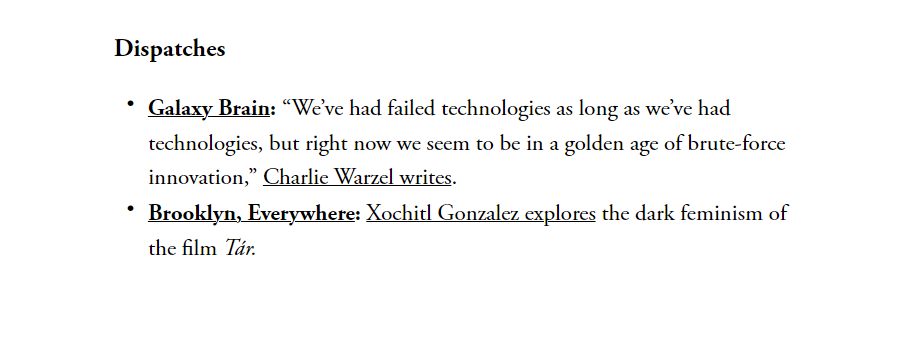 Dispatches
• Galaxy Brain: “We’ve had failed technologies as long as we’ve had
technologies, but right now we seem to be in a golden age of brute-force
innovation,” Charlie Warzel writes.
• Brooklyn, Everywhere: Xochitl Gonzalez explores the dark feminism of
the film Tár.